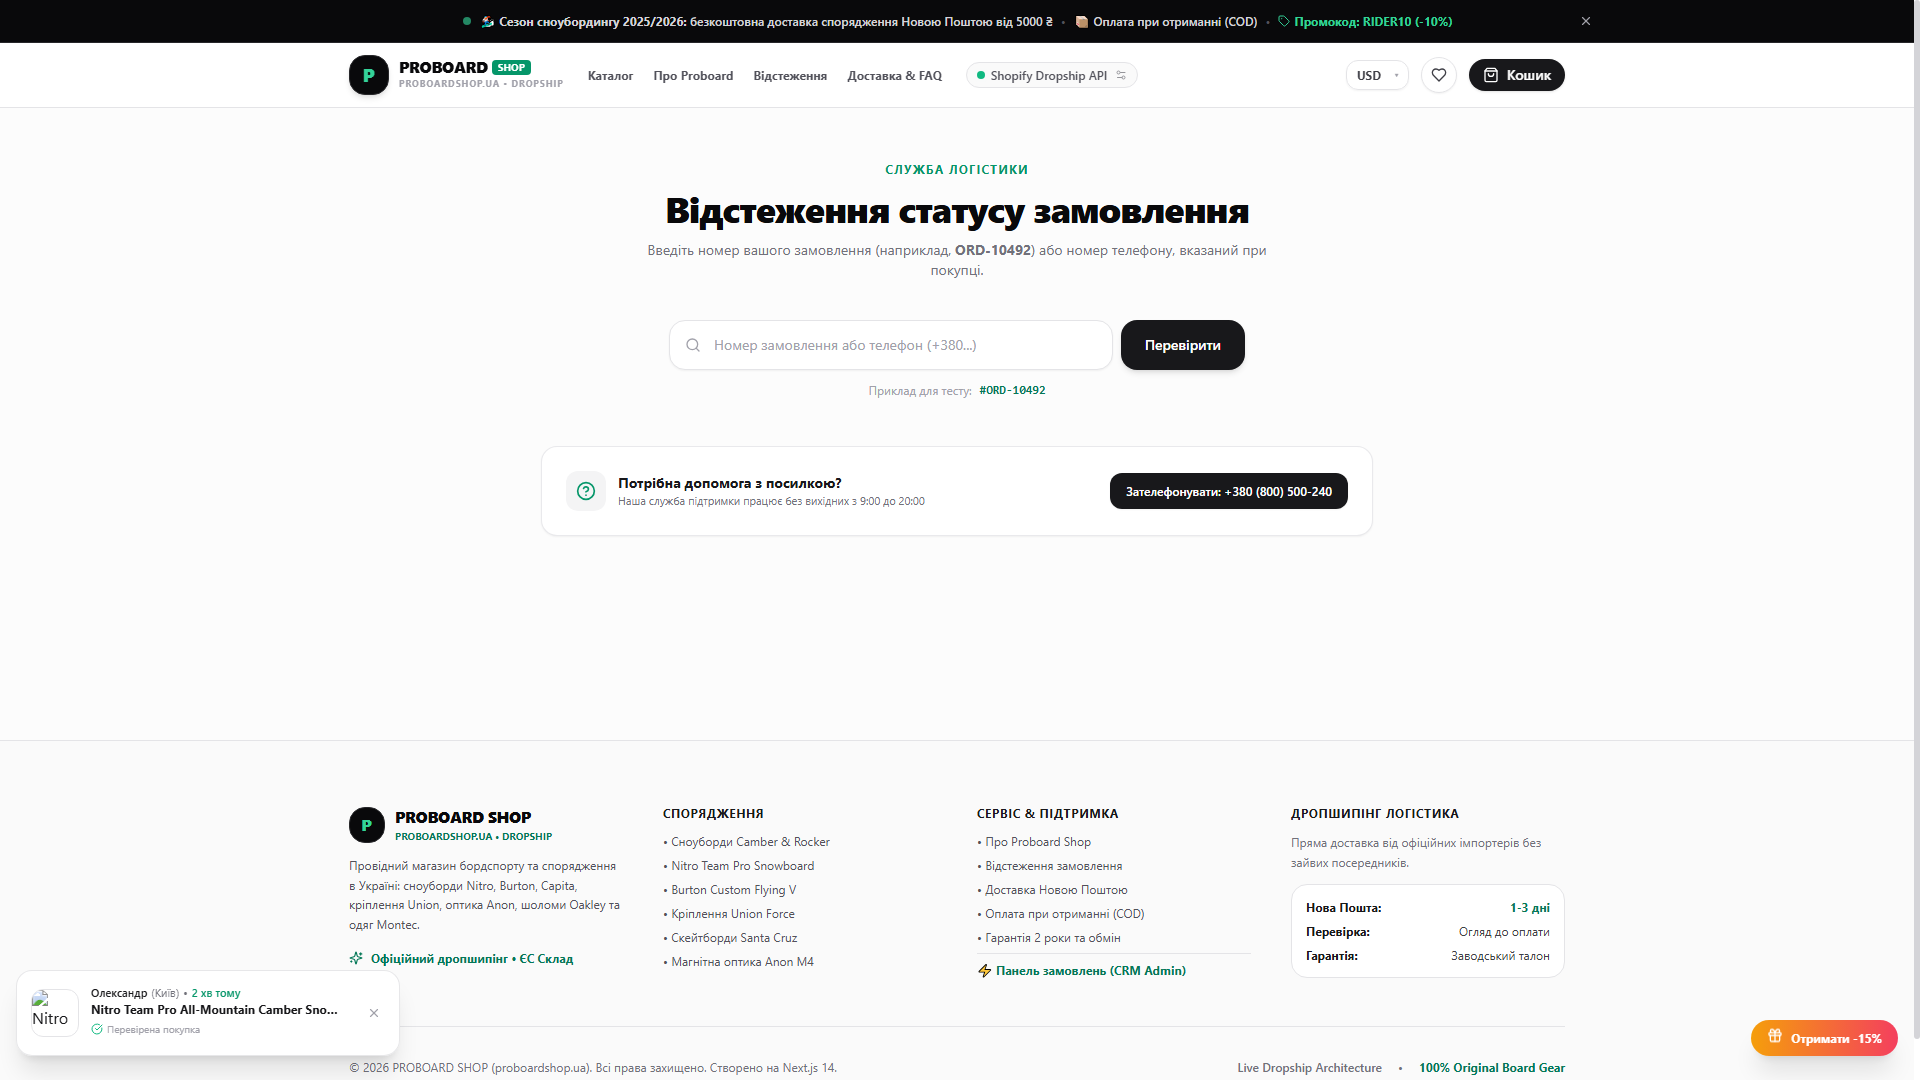 Сезон сноубордингу 2025/2026: безкоштовна доставка спорядження Новою Поштою від 5000 ₴ • Оплата при отриманні (COD) • Промокод: RIDER10 (-10%)
P
PROBOARD SHOP
PROBOARDSHOP.UA • DROPSHIP
Каталог
Про Proboard
Відстеження
Доставка & FAQ
Shopify Dropship API
USD
Кошик
СЛУЖБА ЛОГІСТИКИ
Відстеження статусу замовлення
Введіть номер вашого замовлення (наприклад, ORD-10492) або номер телефону, вказаний при
покупці.
Номер замовлення або телефон (+380...)
Перевірити
Приклад для тесту: #ORD-10492
Потрібна допомога з посилкою?
Наша служба підтримки працює без вихідних з 9:00 до 20:00
Зателефонувати: +380 (800) 500-240
P
PROBOARD SHOP
PROBOARDSHOP.UA • DROPSHIP
Провідний магазин бордспорту та спорядження
в Україні: сноуборди Nitro, Burton, Capita,
кріплення Union, оптика Anon, шоломи Oakley та
одяг Montec.
Офіційний дропшипінг • ЄС Склад
СПОРЯДЖЕННЯ
• Сноуборди Camber & Rocker
• Nitro Team Pro Snowboard
• Burton Custom Flying V
• Кріплення Union Force
• Скейтборди Santa Cruz
• Магнітна оптика Anon M4
СЕРВІС & ПІДТРИМКА
• Про Proboard Shop
• Відстеження замовлення
• Доставка Новою Поштою
• Оплата при отриманні (COD)
• Гарантія 2 роки та обмін
Панель замовлень (CRM Admin)
ДРОПШИПІНГ ЛОГІСТИКА
Пряма доставка від офіційних імпортерів без
зайвих посередників.
Нова Пошта: 1-3 дні
Перевірка: Огляд до оплати
Гарантія: Заводський талон
Nitro
Олександр (Київ) • 2 хв тому
Nitro Team Pro All-Mountain Camber Sno...
Перевірена покупка
Отримати -15%
© 2026 PROBOARD SHOP (proboardshop.ua). Всі права захищено. Створено на Next.js 14.
Live Dropship Architecture • 100% Original Board Gear